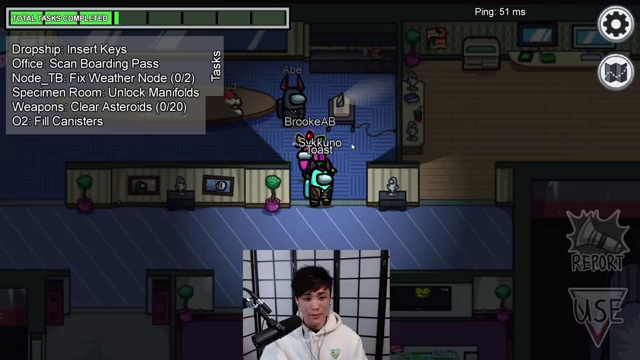 TOTAL TASKS COMPLETED
Ping: 51 ms
Dropship: Insert Keys
Office: Scan Boarding Pass
Node_TB: Fix Weather Node (0/2)
Specimen Room: Unlock Manifolds
Weapons: Clear Asteroids (0/20)
O2: Fill Canisters
Tasks
Abe
BrookeAB
Sykkuno
Toast
REPORT
USE